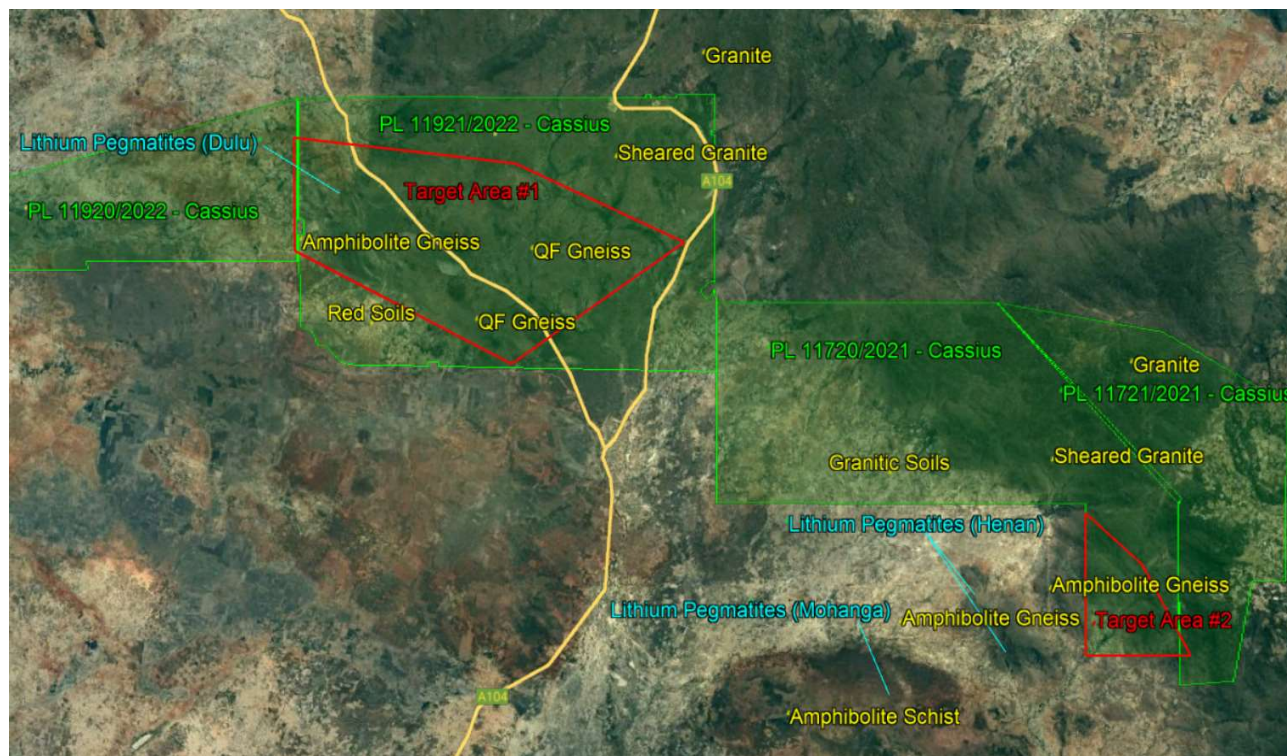 Granite
PL 11921/2022 - Cassius
Lithium Pegmatites (Dulu)
Sheared Granite
A104
Target Area #1
PL 11920/2022 - Cassius
Amphibolite Gneiss
QF Gneiss
Red Soils
QF Gneiss
PL 11720/2021 - Cassius
Granite
PL 11721/2021 - Cassius
Sheared Granite
Granitic Soils
Lithium Pegmatites (Henan)
Amphibolite Gneiss
Lithium Pegmatites (Mohanga)
Amphibolite Gneiss
Target Area #2
A104
Amphibolite Schist